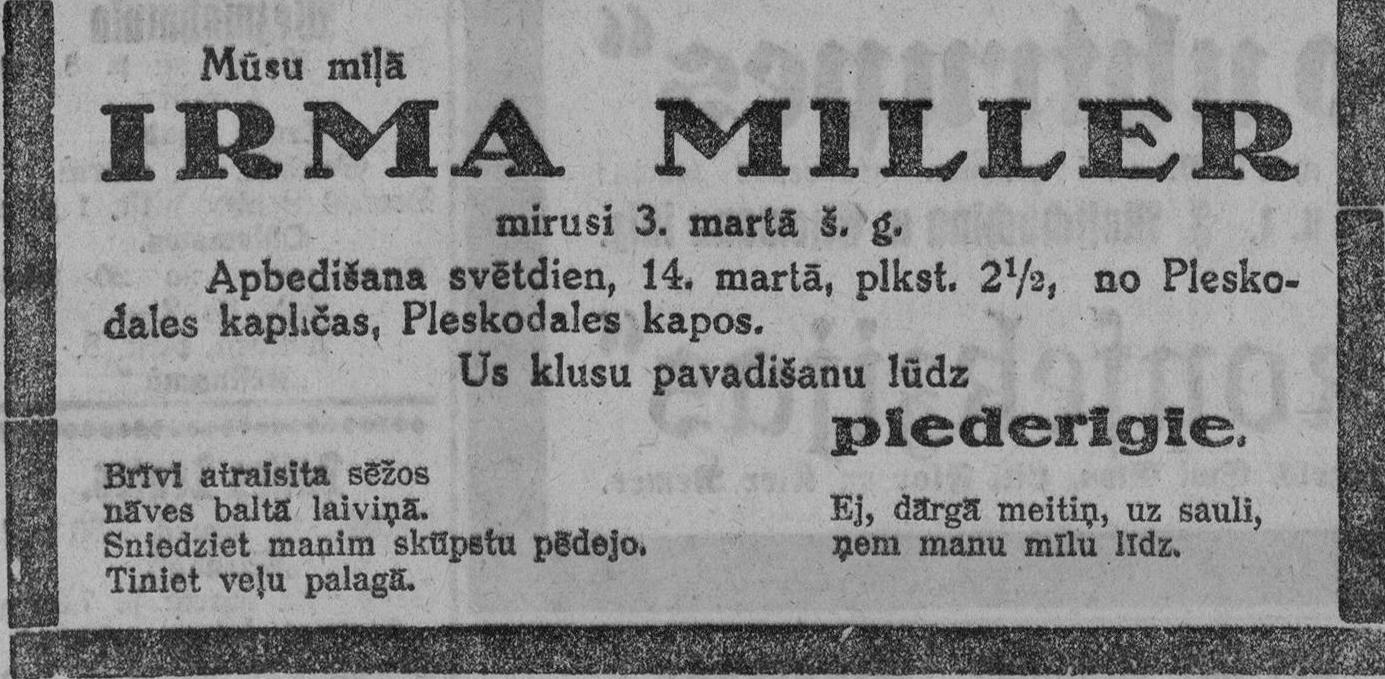 Mūsu mīļā
IRMA MILLER
mirusi 3. martā š. g.
Apbedišana svētdien, 14. martā, plkst. 2½, no Plesko-
dales kapličas, Pleskodales kapos.
Us klusu pavadišanu lūdz
piederīgie.
Brīvi atraisita sēžos
nāves baltā laiviņā.
Sniedziet manim skūpstu pēdejo.
Tiniet veļu palagā.
Ej, dārgā meitiņ, uz sauli,
ņem manu mīlu līdz.